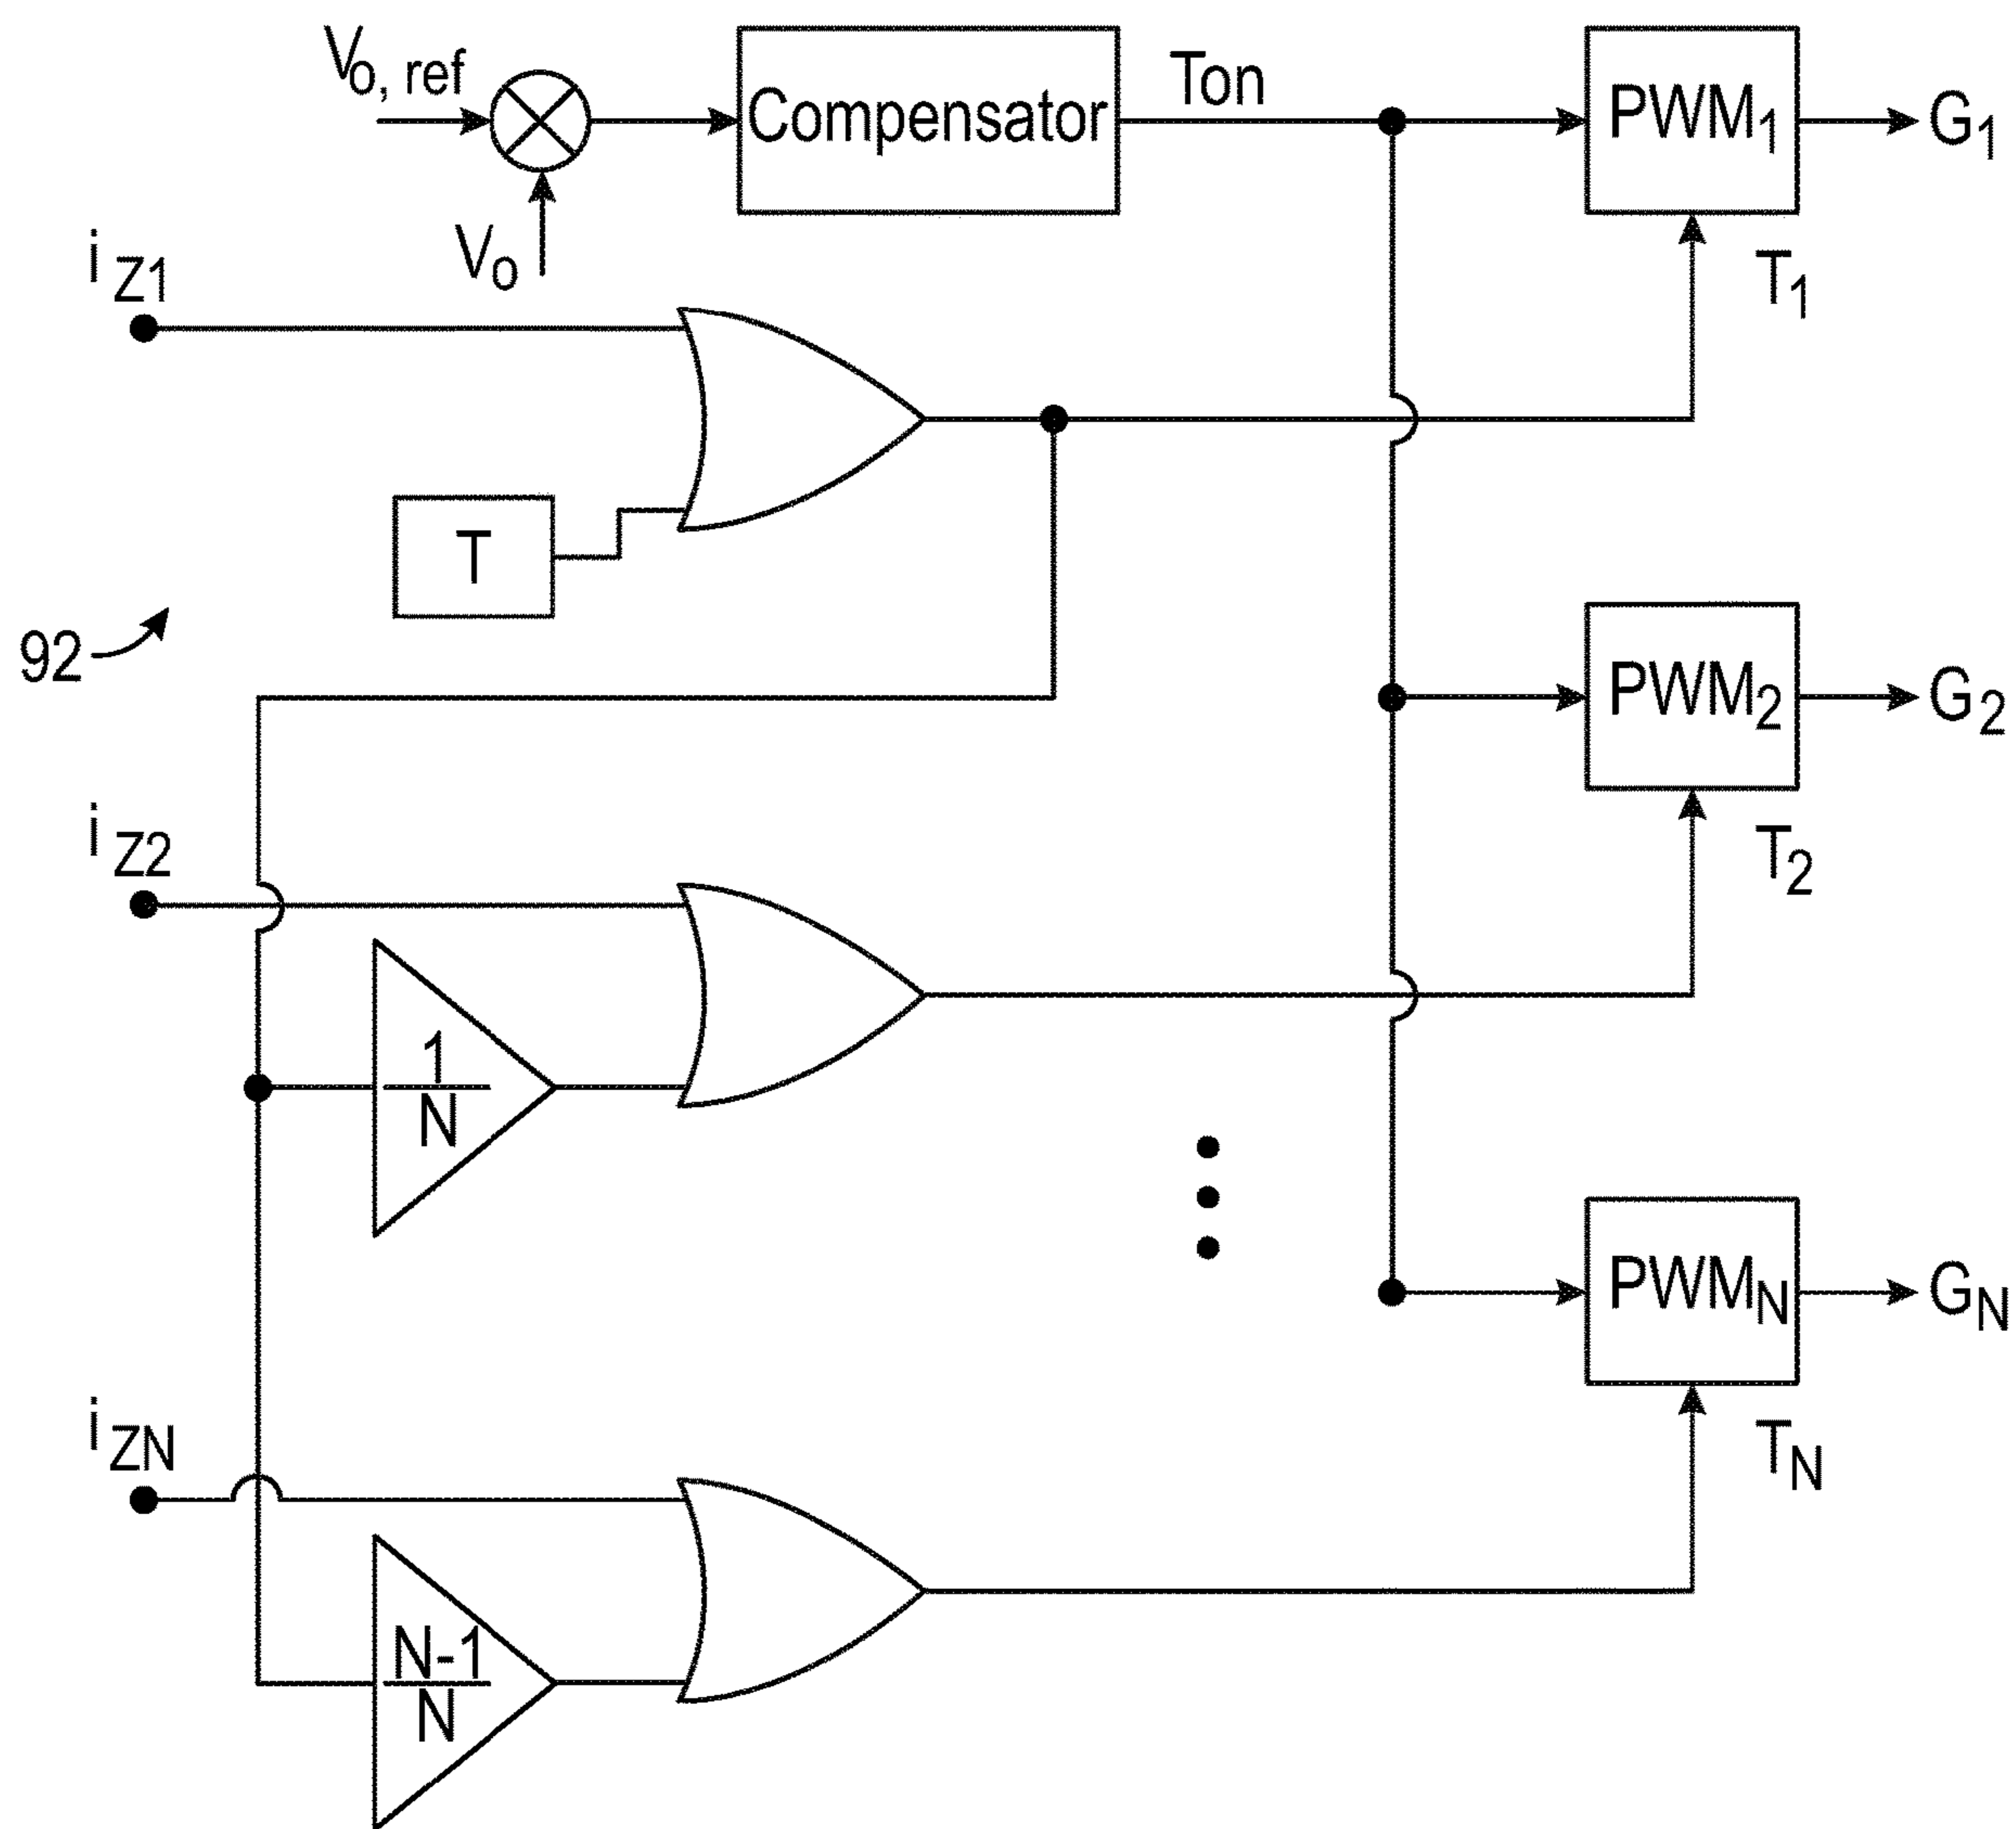 Vo, ref
Compensator
Ton
PWM1
G1
Vo
iZ1
T1
T
92
PWM2
G2
iZ2
T2
1
N
PWMN
GN
iZN
TN
N-1
N